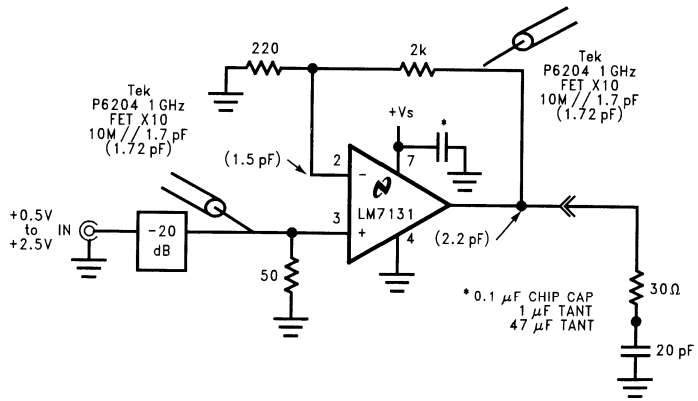 220
2k
Tek
P6204 1 GHz
FET X10
10M // 1.7 pF
(1.72 pF)
Tek
P6204 1 GHz
FET X10
10M // 1.7 pF
(1.72 pF)
+Vs
*
7
(1.5 pF)
2
−
LM7131
3
+
4
+0.5V
to
+2.5V
IN
−20
dB
50
(2.2 pF)
* 0.1 μF CHIP CAP
1 μF TANT
47 μF TANT
30Ω
20 pF